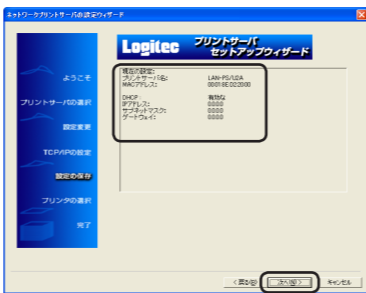 ネットワークプリントサーバの設定ウィザード
Logitec
プリントサーバ
セットアップウィザード
ようこそ
プリントサーバの選択
設定変更
TCP/IPの設定
設定の保存
プリンタの選択
完了
現在の設定:
プリントサーバ名: LAN-PS/U2A
MACアドレス: 00018E022000
DHCP: 有効な
IPアドレス: 0.0.0.0
サブネットマスク: 0.0.0.0
ゲートウェイ: 0.0.0.0
< 戻る(B) 次へ(N) > キャンセル